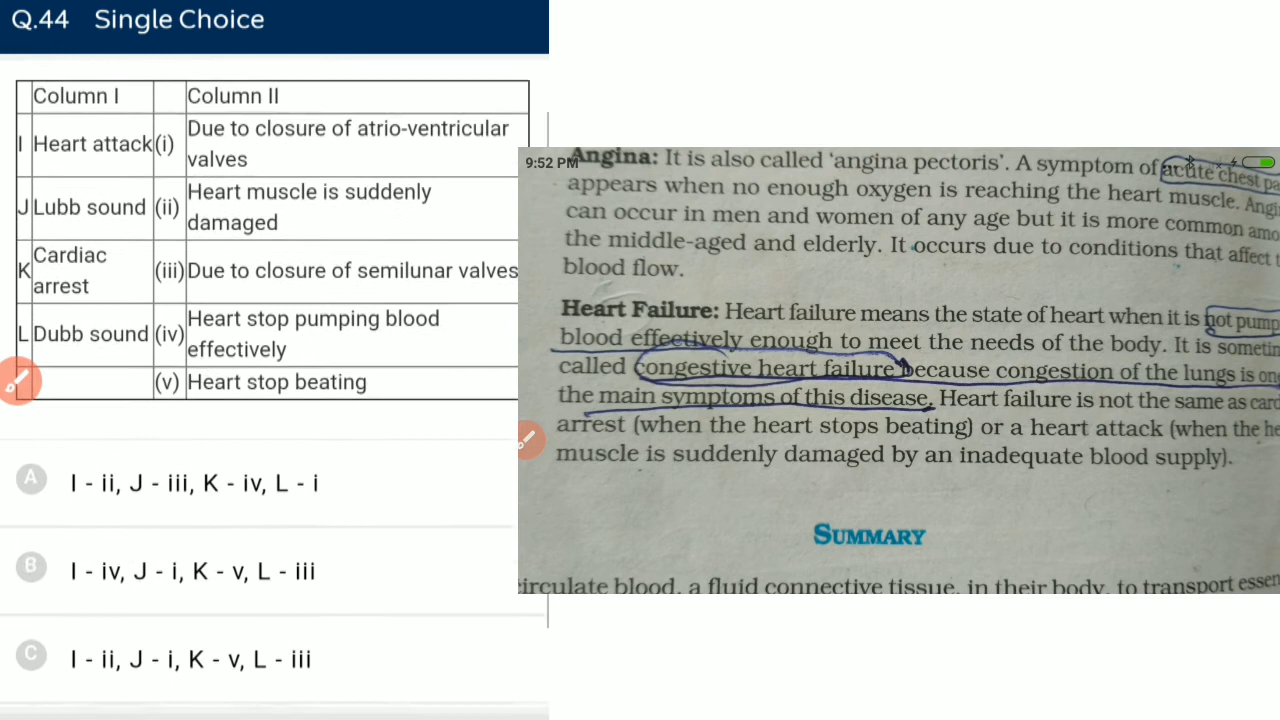 Q.44 Single Choice
Column I Column II
I Heart attack (i) Due to closure of atrio-ventricular valves
J Lubb sound (ii) Heart muscle is suddenly damaged
K Cardiac arrest (iii) Due to closure of semilunar valves
L Dubb sound (iv) Heart stop pumping blood effectively
(v) Heart stop beating
A I - ii, J - iii, K - iv, L - i
B I - iv, J - i, K - v, L - iii
C I - ii, J - i, K - v, L - iii
9:52 PM
Angina: It is also called 'angina pectoris'. A symptom of acute chest pa
appears when no enough oxygen is reaching the heart muscle. Angi
can occur in men and women of any age but it is more common amo
the middle-aged and elderly. It occurs due to conditions that affect t
blood flow.
Heart Failure: Heart failure means the state of heart when it is not pump
blood effectively enough to meet the needs of the body. It is sometim
called congestive heart failure because congestion of the lungs is one
the main symptoms of this disease. Heart failure is not the same as card
arrest (when the heart stops beating) or a heart attack (when the he
muscle is suddenly damaged by an inadequate blood supply).
SUMMARY
circulate blood, a fluid connective tissue, in their body, to transport essen